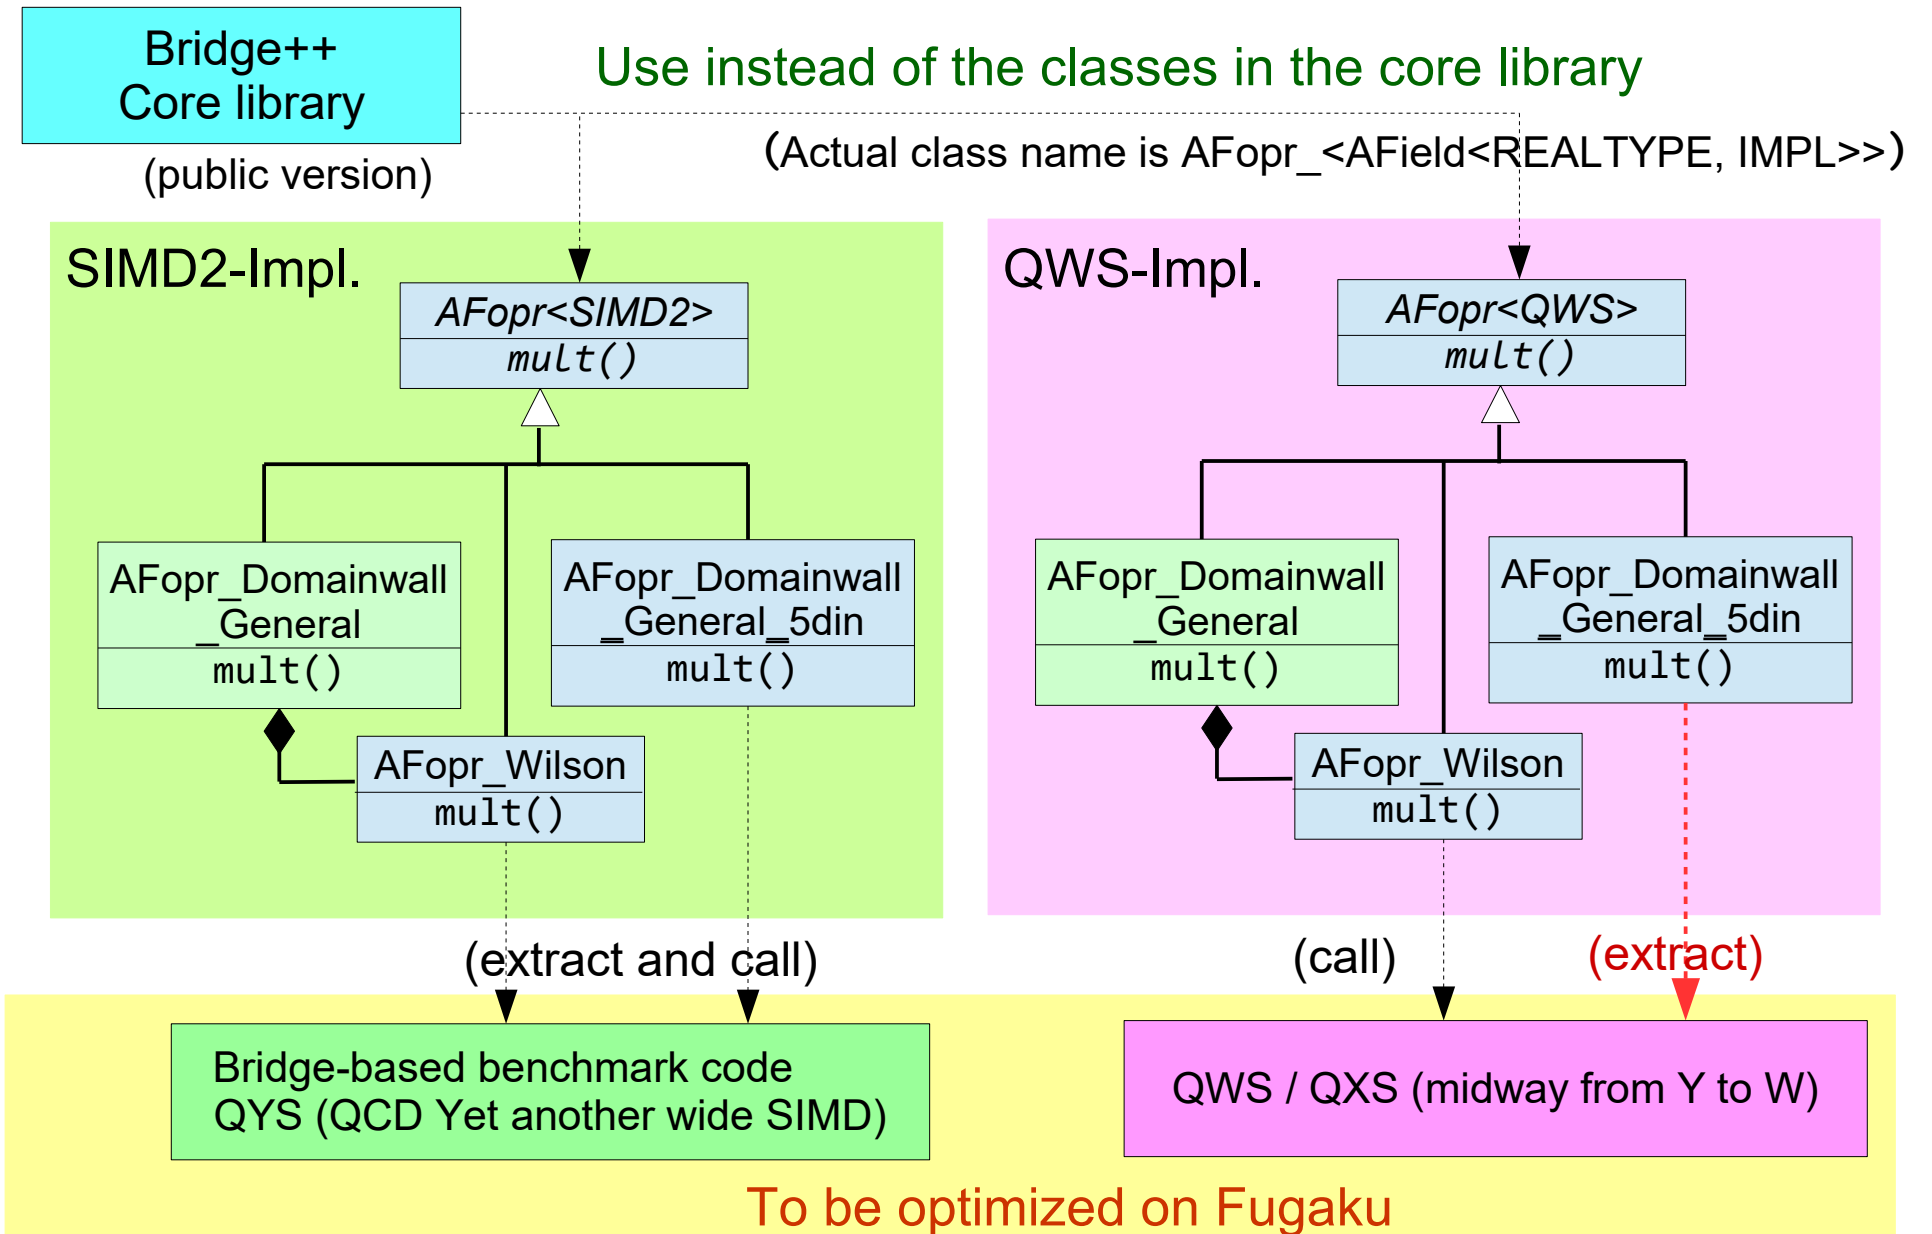 Bridge++
Core library
(public version)
Use instead of the classes in the core library
(Actual class name is AFopr_<AField<REALTYPE, IMPL>>)
SIMD2-Impl.
AFopr<SIMD2>
mult()
AFopr_Domainwall
_General
mult()
AFopr_Domainwall
_General_5din
mult()
AFopr_Wilson
mult()
QWS-Impl.
AFopr<QWS>
mult()
AFopr_Domainwall
_General
mult()
AFopr_Domainwall
_General_5din
mult()
AFopr_Wilson
mult()
(extract and call)
(call)
(extract)
Bridge-based benchmark code
QYS (QCD Yet another wide SIMD)
QWS / QXS (midway from Y to W)
To be optimized on Fugaku